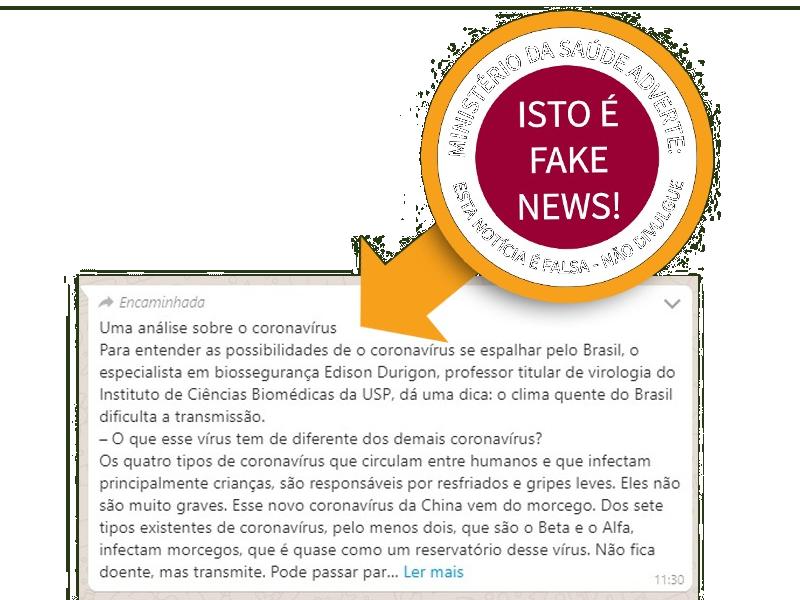 MINISTÉRIO DA SAÚDE ADVERTE:
ISTO É
FAKE
NEWS!
ESTA NOTÍCIA É FALSA - NÃO DIVULGUE
Encaminhada
Uma análise sobre o coronavírus
Para entender as possibilidades de o coronavírus se espalhar pelo Brasil, o
especialista em biossegurança Edison Durigon, professor titular de virologia do
Instituto de Ciências Biomédicas da USP, dá uma dica: o clima quente do Brasil
dificulta a transmissão.
– O que esse vírus tem de diferente dos demais coronavírus?
Os quatro tipos de coronavírus que circulam entre humanos e que infectam
principalmente crianças, são responsáveis por resfriados e gripes leves. Eles não
são muito graves. Esse novo coronavírus da China vem do morcego. Dos sete
tipos existentes de coronavírus, pelo menos dois, que são o Beta e o Alfa,
infectam morcegos, que é quase como um reservatório desse vírus. Não fica
doente, mas transmite. Pode passar par... Ler mais
11:30